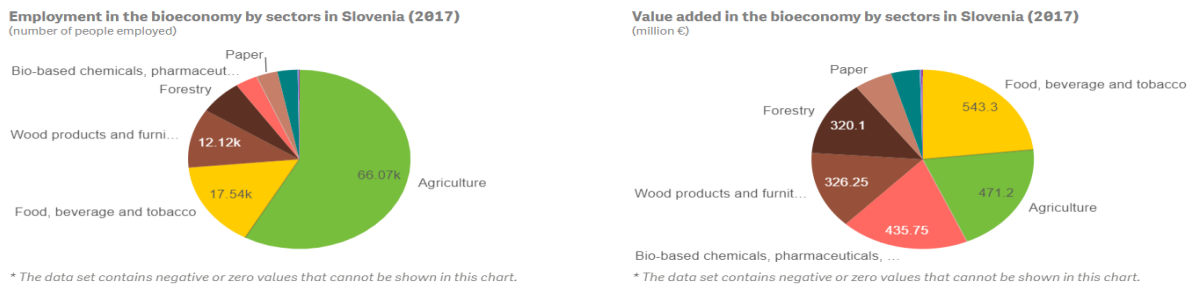 Employment in the bioeconomy by sectors in Slovenia (2017)
(number of people employed)
Paper
Bio-based chemicals, pharmaceut...
Forestry
Wood products and furni...
12.12k
66.07k
Agriculture
17.54k
Food, beverage and tobacco
* The data set contains negative or zero values that cannot be shown in this chart.
Value added in the bioeconomy by sectors in Slovenia (2017)
(million €)
Paper
Food, beverage and tobacco
543.3
Forestry
320.1
Wood products and furnit...
326.25
471.2
Agriculture
435.75
Bio-based chemicals, pharmaceuticals, ...
* The data set contains negative or zero values that cannot be shown in this chart.